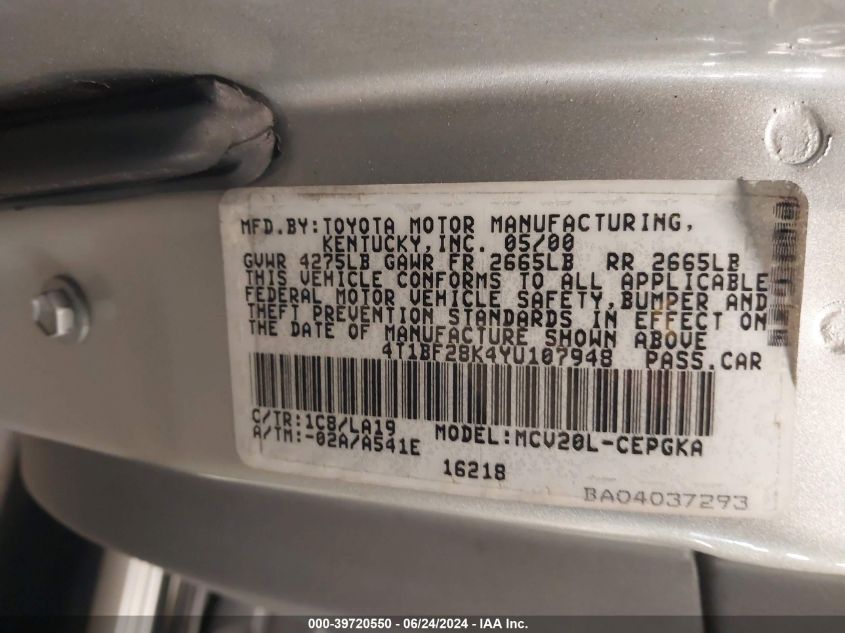 MFD.BY:TOYOTA MOTOR MANUFACTURING,
KENTUCKY,INC. 05/00
GVWR 4275LB GAWR FR 2665LB RR 2665LB
THIS VEHICLE CONFORMS TO ALL APPLICABLE
FEDERAL MOTOR VEHICLE SAFETY,BUMPER AND
THEFT PREVENTION STANDARDS IN EFFECT ON
THE DATE OF MANUFACTURE SHOWN ABOVE
4T1BF28K4YU107948 PASS.CAR
C/TR:1C8/LA19
A/TM:-02A/A541E MODEL:MCV20L-CEPGKA
16218
BA04037293
000-39720550 - 06/24/2024 - IAA Inc.